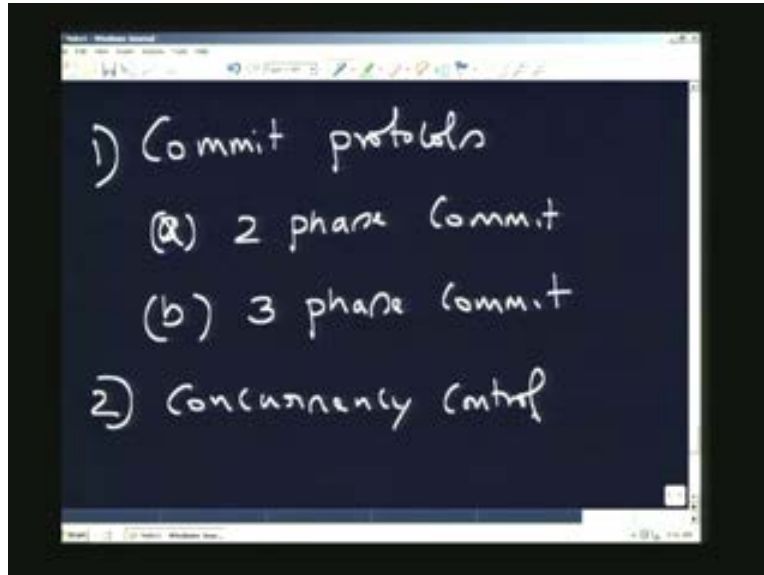 1) Commit protocols
(a) 2 phase Commit
(b) 3 phase Commit
2) Concurrency Control